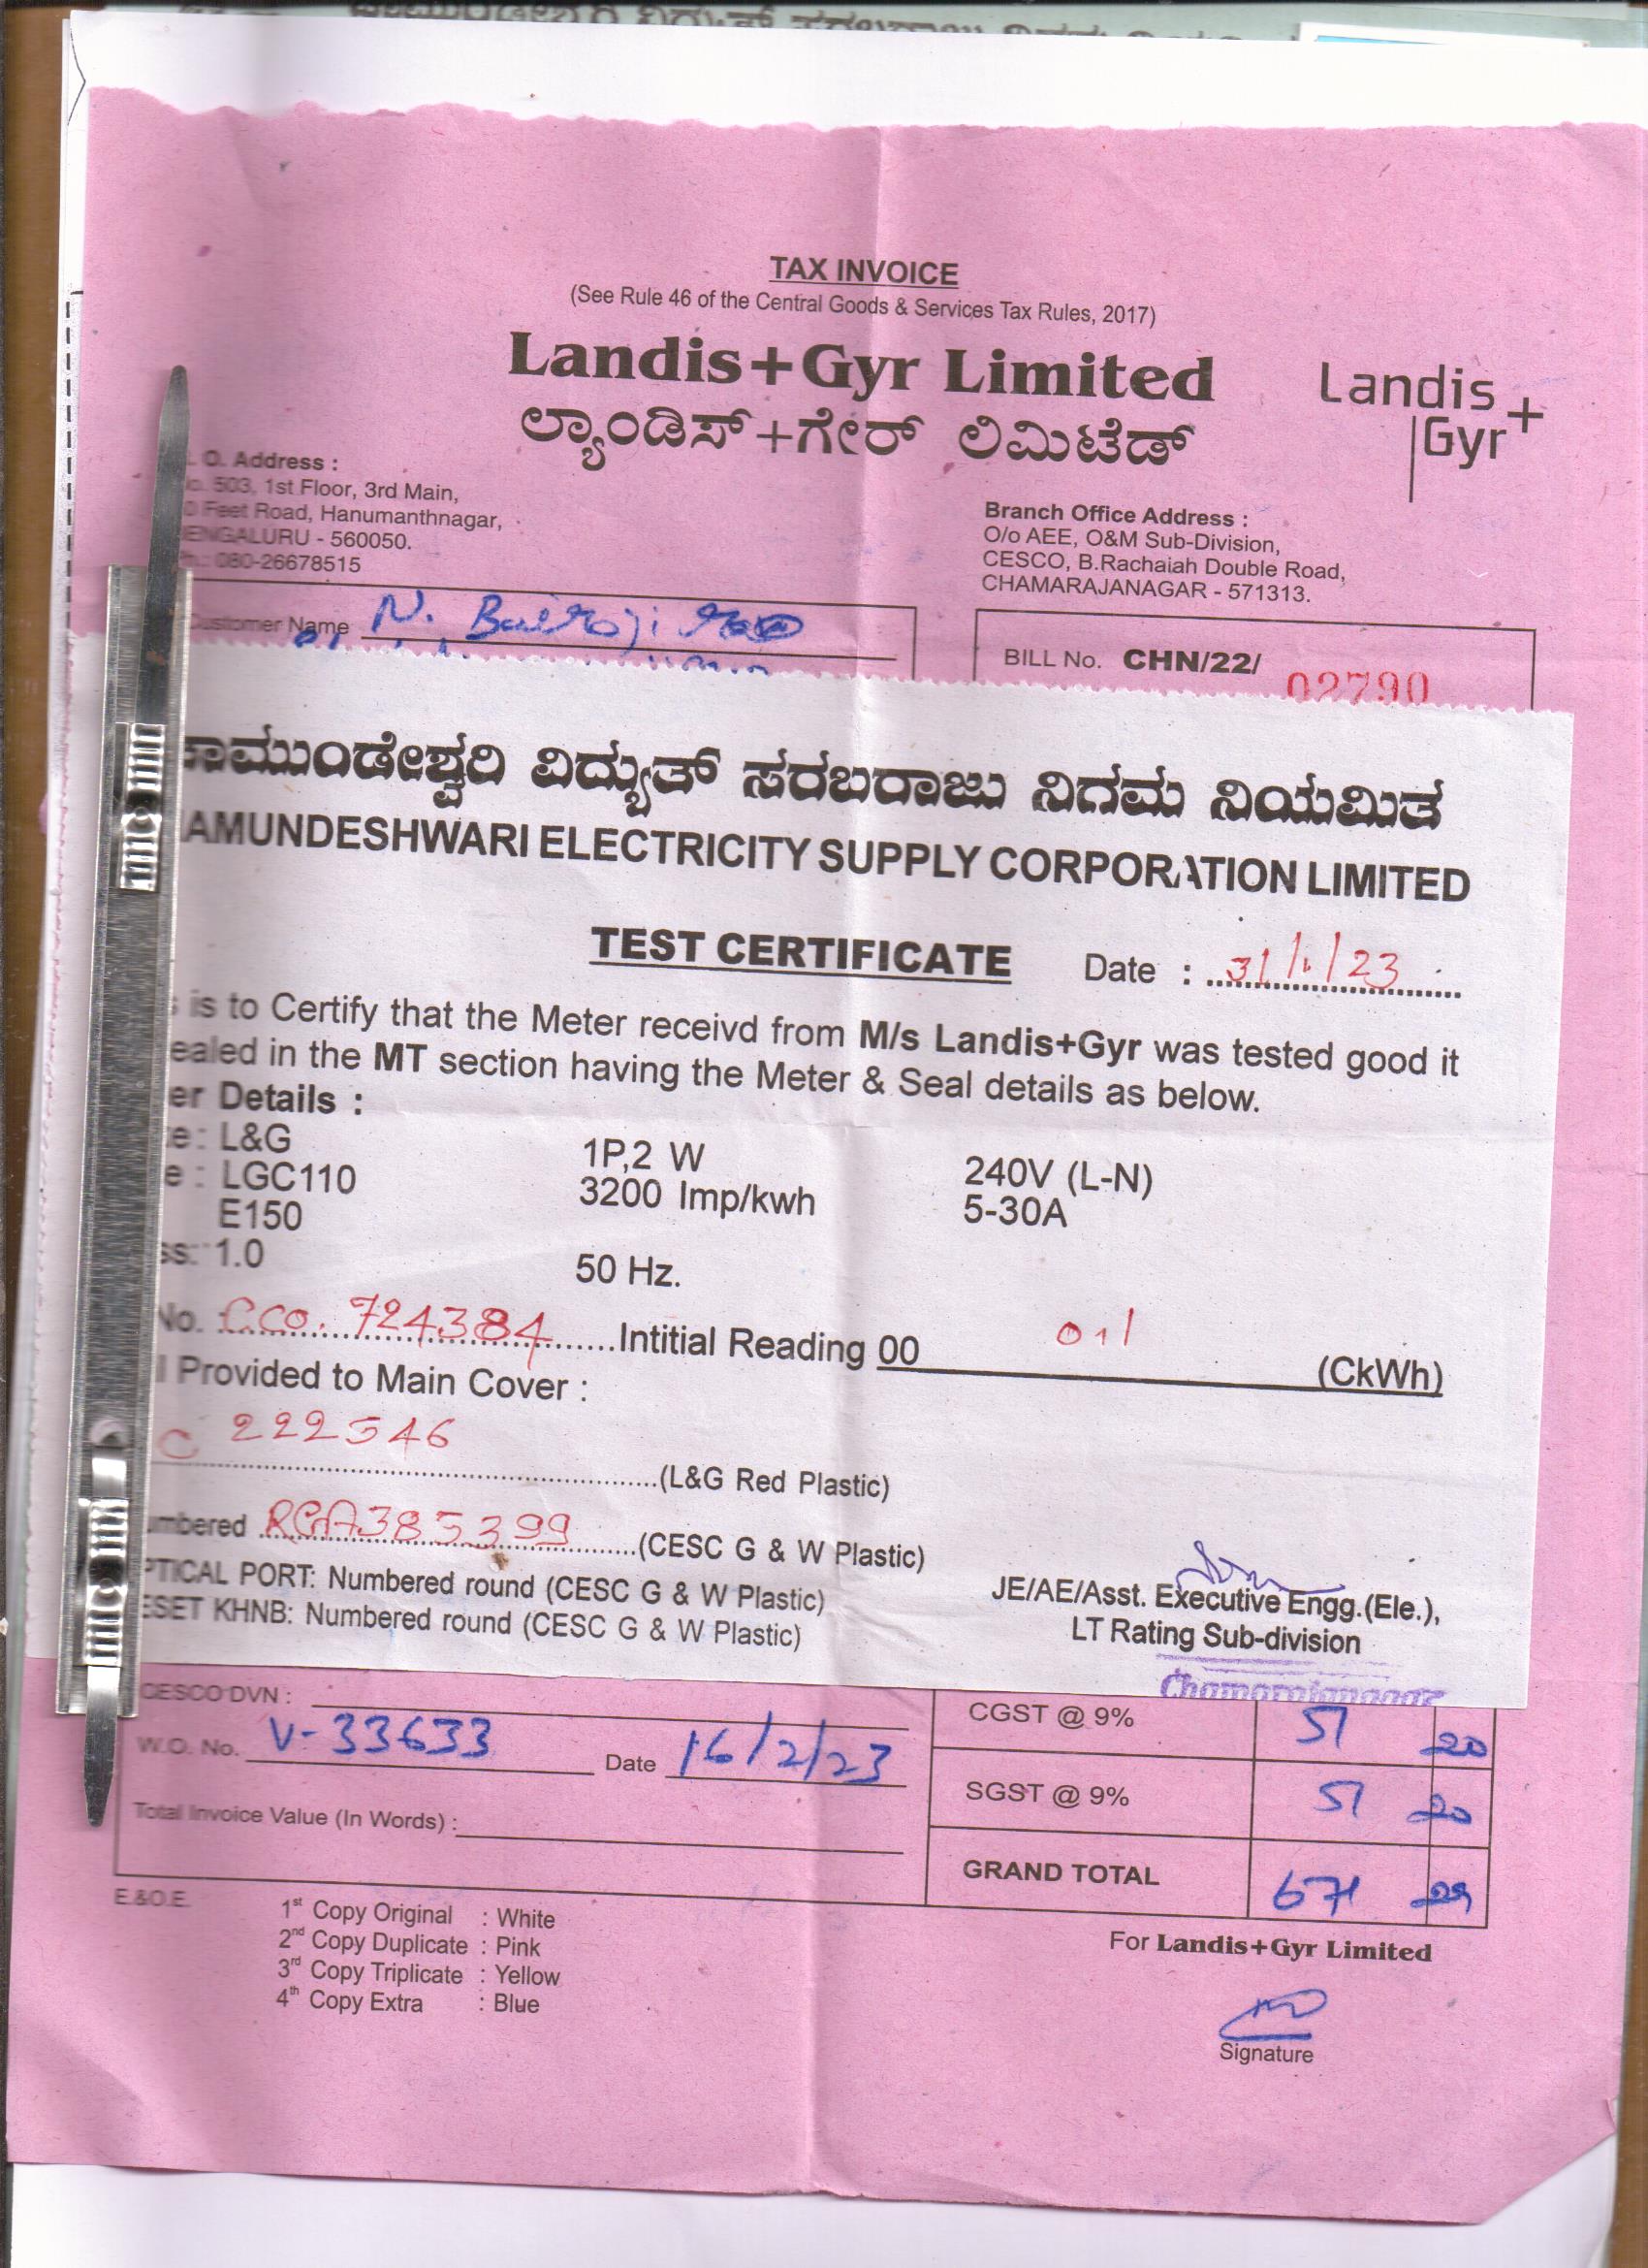 TAX INVOICE
(See Rule 46 of the Central Goods & Services Tax Rules, 2017)
Landis+Gyr Limited
ಲ್ಯಾಂಡಿಸ್+ಗೇರ್ ಲಿಮಿಟೆಡ್
Landis+
Gyr
O. Address :
503, 1st Floor, 3rd Main,
Feet Road, Hanumanthnagar,
BENGALURU - 560050.
080-26678515
Branch Office Address :
O/o AEE, O&M Sub-Division,
CESCO, B.Rachaiah Double Road,
CHAMARAJANAGAR - 571313.
Customer Name N. Bairoji
BILL No. CHN/22/ 02790
ಚಾಮುಂಡೇಶ್ವರಿ ವಿದ್ಯುತ್ ಸರಬರಾಜು ನಿಗಮ ನಿಯಮಿತ
AMUNDESHWARI ELECTRICITY SUPPLY CORPORATION LIMITED
TEST CERTIFICATE Date : 31/1/23
is to Certify that the Meter receivd from M/s Landis+Gyr was tested good it
ealed in the MT section having the Meter & Seal details as below.
er Details :
e : L&G 1P,2 W 240V (L-N)
e : LGC110 3200 Imp/kwh 5-30A
E150
ss: 1.0 50 Hz.
No. 724384 Intitial Reading 00 011 (CkWh)
l Provided to Main Cover :
C 222546
(L&G Red Plastic)
umbered RGA385399 (CESC G & W Plastic)
PTICAL PORT: Numbered round (CESC G & W Plastic)
ESET KHNB: Numbered round (CESC G & W Plastic)
JE/AE/Asst. Executive Engg.(Ele.),
LT Rating Sub-division
Chamarajanagar
CESCO DVN :
W.O. No. V-33633 Date 16/2/23
Total Invoice Value (In Words) :
CGST @ 9% 51 20
SGST @ 9% 51 20
GRAND TOTAL 671 29
E.&O.E.
1st Copy Original : White
2nd Copy Duplicate : Pink
3rd Copy Triplicate : Yellow
4th Copy Extra : Blue
For Landis+Gyr Limited
Signature